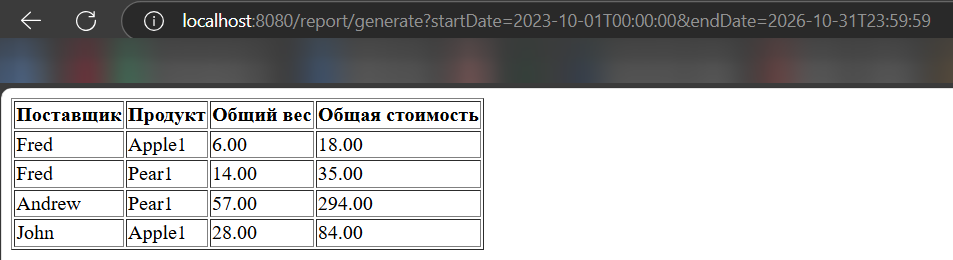 localhost:8080/report/generate?startDate=2023-10-01T00:00:00&endDate=2026-10-31T23:59:59
Поставщик Продукт Общий вес Общая стоимость
Fred Apple1 6.00 18.00
Fred Pear1 14.00 35.00
Andrew Pear1 57.00 294.00
John Apple1 28.00 84.00